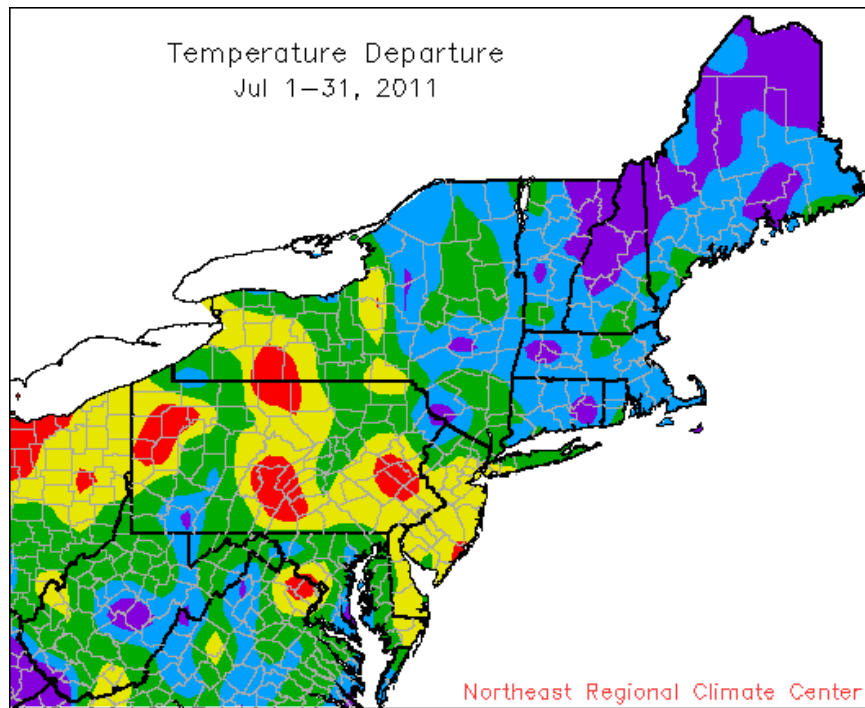 Temperature Departure
Jul 1-31, 2011
Northeast Regional Climate Center